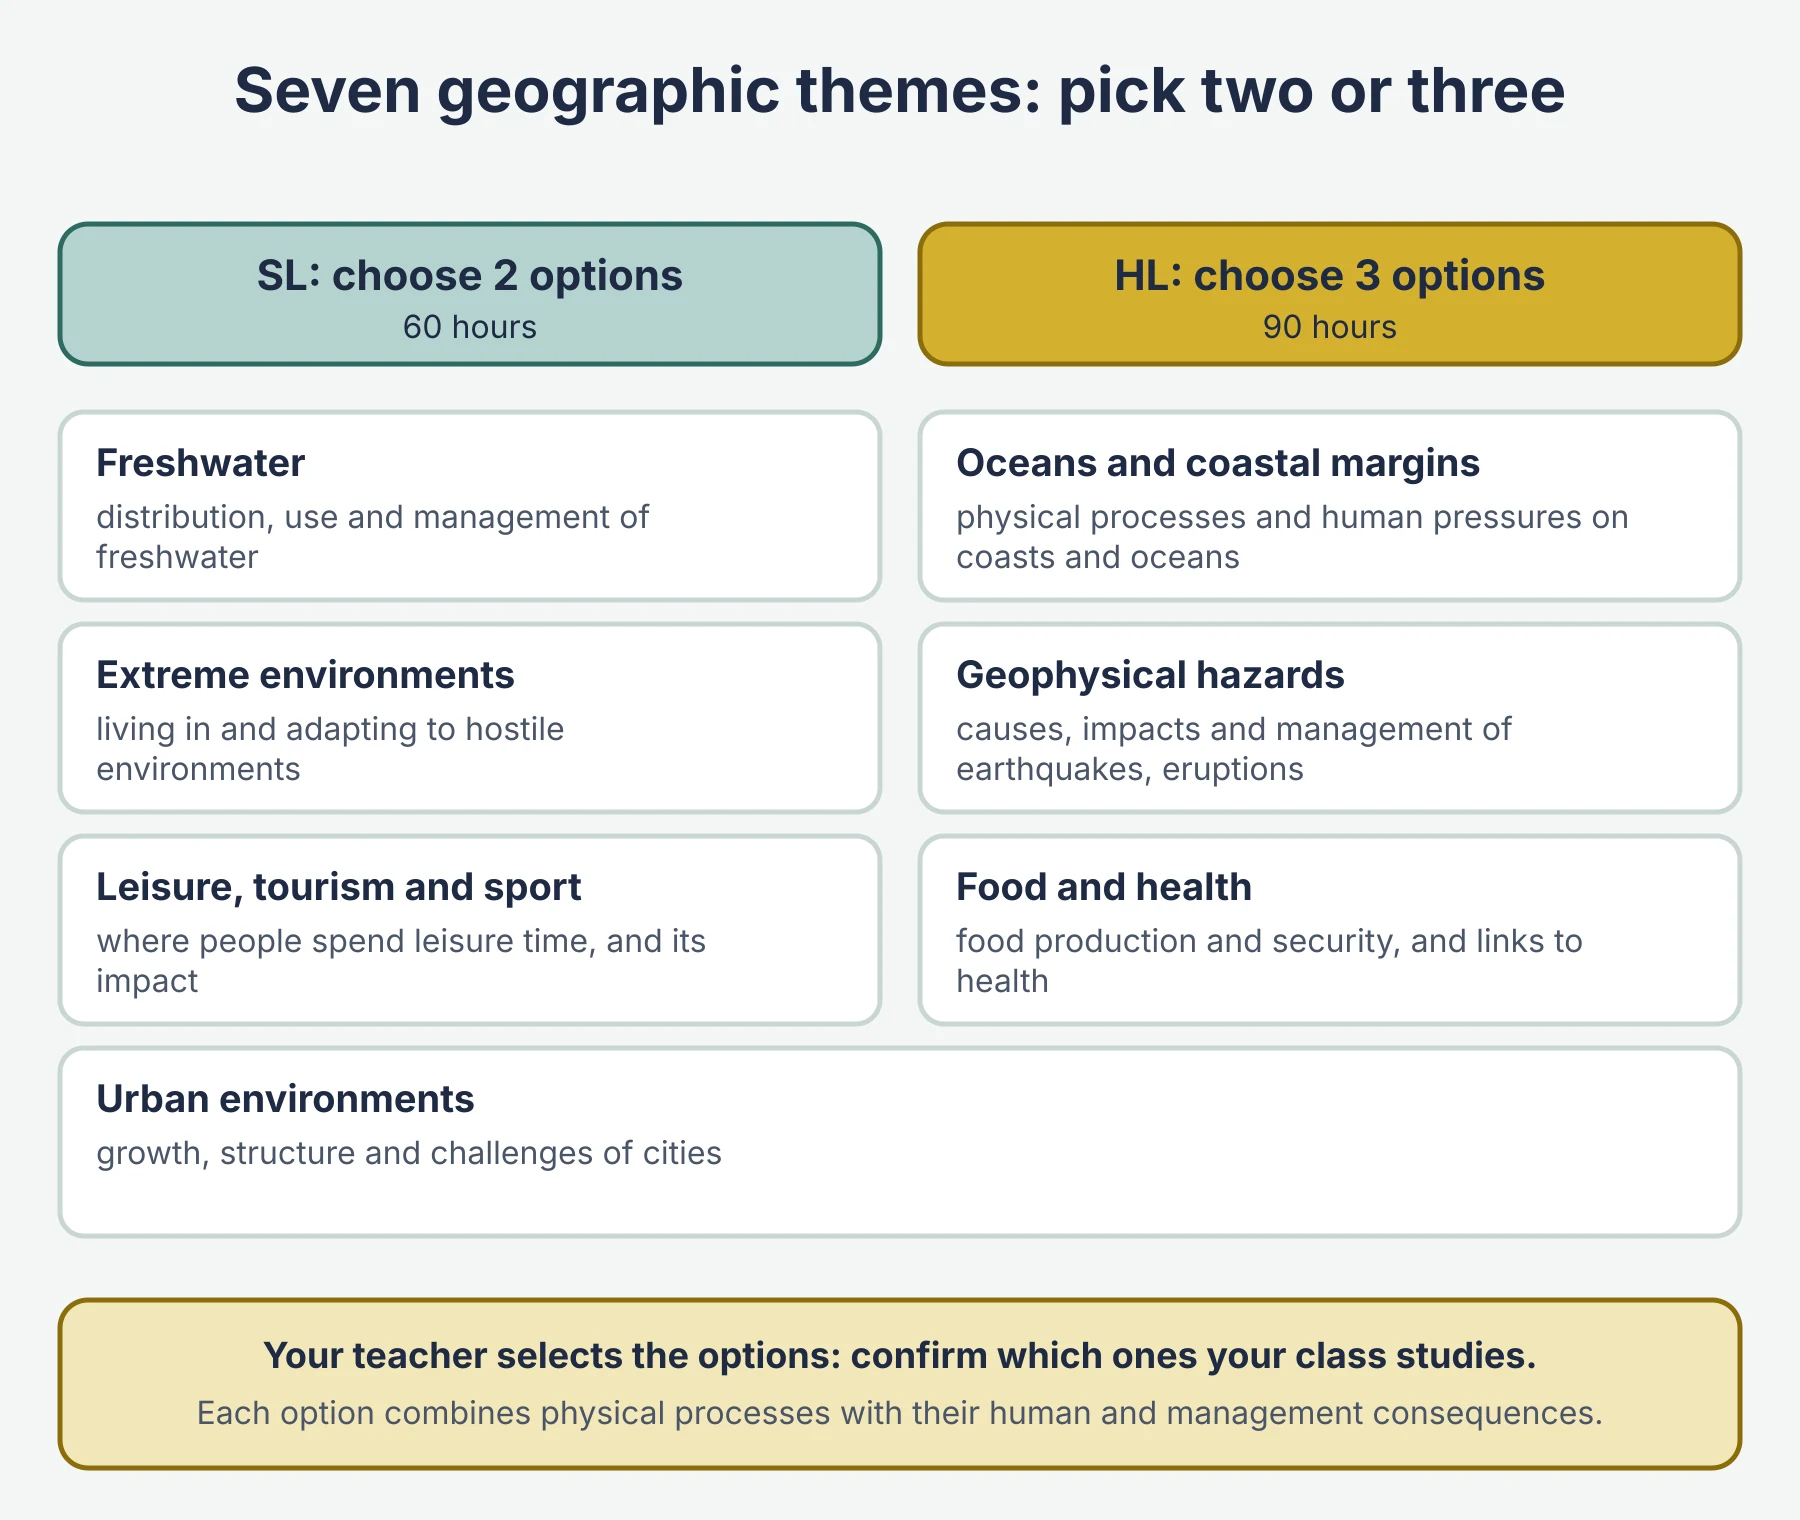 Seven geographic themes: pick two or three
SL: choose 2 options
60 hours
HL: choose 3 options
90 hours
Freshwater
distribution, use and management of
freshwater
Oceans and coastal margins
physical processes and human pressures on
coasts and oceans
Extreme environments
living in and adapting to hostile
environments
Geophysical hazards
causes, impacts and management of
earthquakes, eruptions
Leisure, tourism and sport
where people spend leisure time, and its
impact
Food and health
food production and security, and links to
health
Urban environments
growth, structure and challenges of cities
Your teacher selects the options: confirm which ones your class studies.
Each option combines physical processes with their human and management consequences.